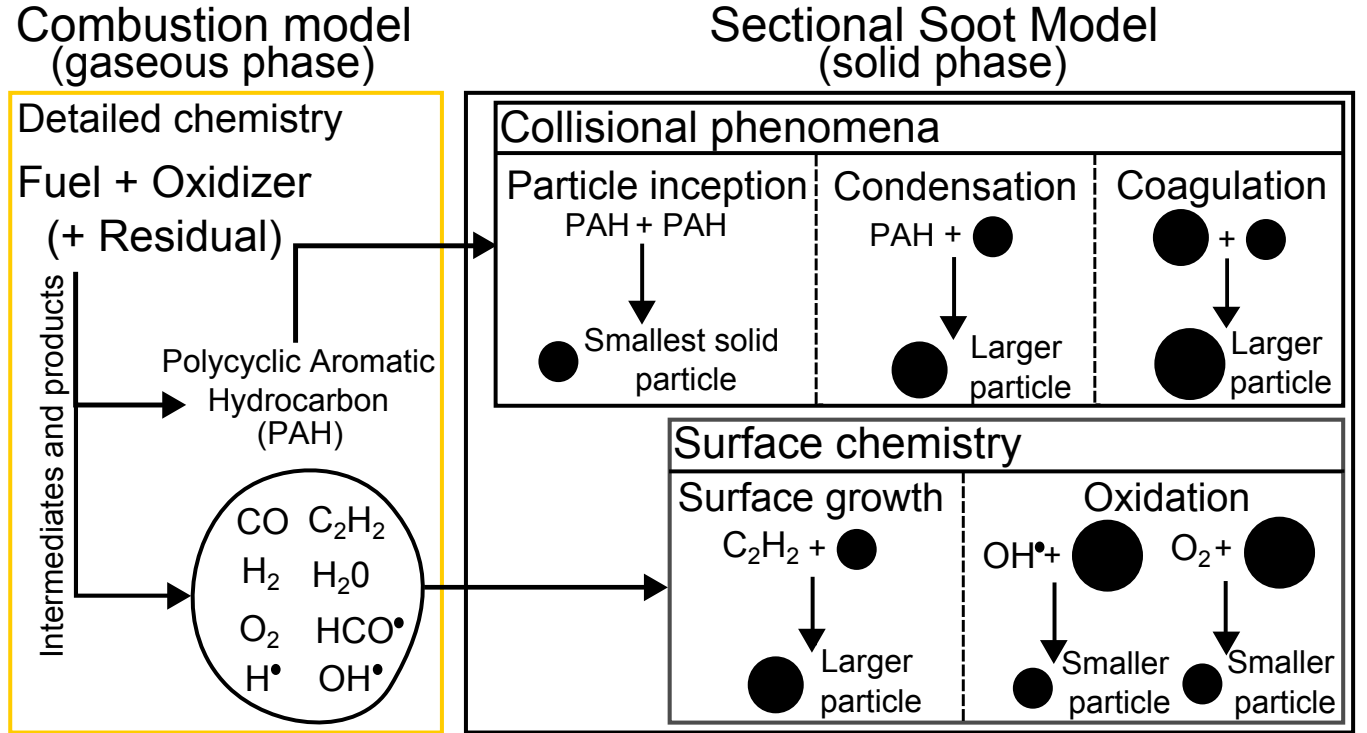 Combustion model
(gaseous phase)
Detailed chemistry
Fuel + Oxidizer
(+ Residual)
Intermediates and products
Polycyclic Aromatic
Hydrocarbon
(PAH)
CO C₂H₂
H₂ H₂0
O₂ HCO•
H• OH•
Sectional Soot Model
(solid phase)
Collisional phenomena
Particle inception
PAH + PAH
Smallest solid
particle
Condensation
PAH +
Larger
particle
Coagulation
+
Larger
particle
Surface chemistry
Surface growth
C₂H₂ +
Larger
particle
Oxidation
OH•+
Smaller
particle
O₂ +
Smaller
particle